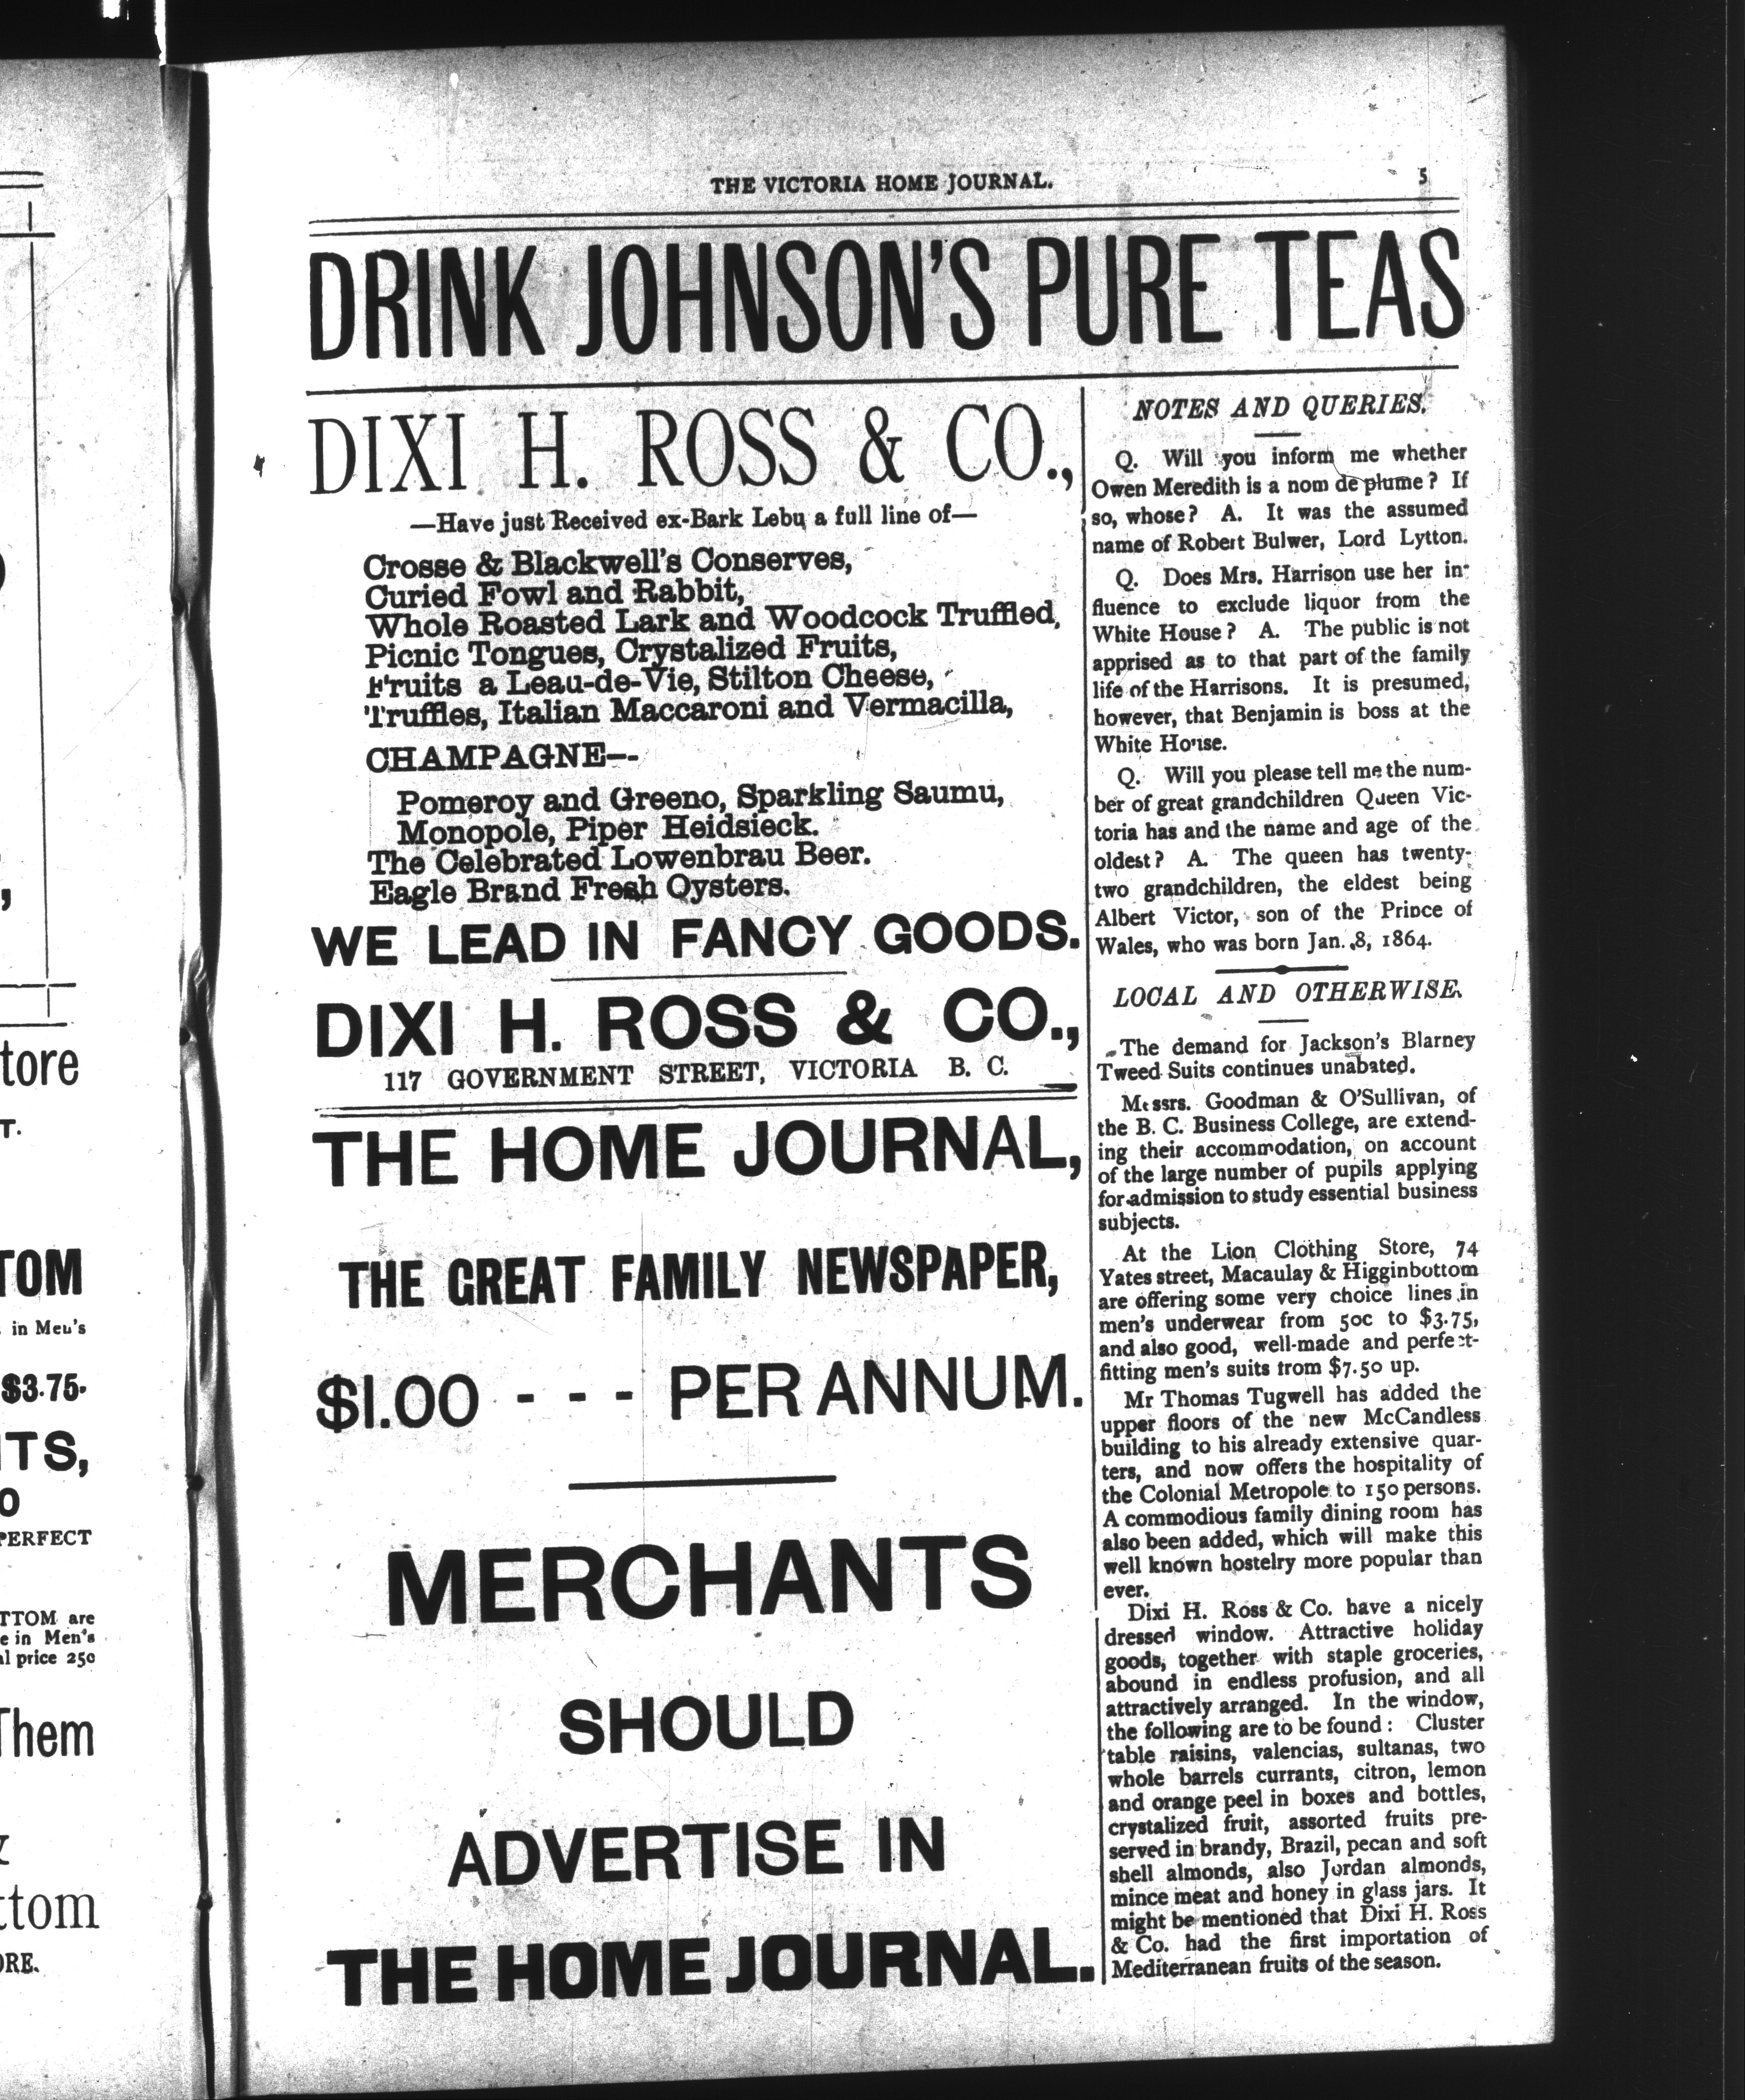 THE VICTORIA HOME JOURNAL.
5
DRINK JOHNSON'S PURE TEAS
DIXI H. ROSS & CO.,
—Have just Received ex-Bark Lebu a full line of—
Crosse & Blackwell's Conserves,
Curied Fowl and Rabbit,
Whole Roasted Lark and Woodcock Truffled,
Picnic Tongues, Crystalized Fruits,
Fruits a Leau-de-Vie, Stilton Cheese,
Truffles, Italian Maccaroni and Vermacilla,
CHAMPAGNE--
Pomeroy and Greeno, Sparkling Saumu,
Monopole, Piper Heidsieck.
The Celebrated Lowenbrau Beer.
Eagle Brand Fresh Oysters.
WE LEAD IN FANCY GOODS.
DIXI H. ROSS & CO.,
117 GOVERNMENT STREET, VICTORIA B. C.
THE HOME JOURNAL,
THE GREAT FAMILY NEWSPAPER,
$1.00 - - - PER ANNUM.
MERCHANTS
SHOULD
ADVERTISE IN
THE HOME JOURNAL.
NOTES AND QUERIES.
Q. Will you inform me whether
Owen Meredith is a nom de plume? If
so, whose? A. It was the assumed
name of Robert Bulwer, Lord Lytton.
Q. Does Mrs. Harrison use her in-
fluence to exclude liquor from the
White House? A. The public is not
apprised as to that part of the family
life of the Harrisons. It is presumed,
however, that Benjamin is boss at the
White House.
Q. Will you please tell me the num-
ber of great grandchildren Queen Vic-
toria has and the name and age of the
oldest? A. The queen has twenty-
two grandchildren, the eldest being
Albert Victor, son of the Prince of
Wales, who was born Jan. 8, 1864.
LOCAL AND OTHERWISE.
The demand for Jackson's Blarney
Tweed Suits continues unabated.
Messrs. Goodman & O'Sullivan, of
the B. C. Business College, are extend-
ing their accommodation, on account
of the large number of pupils applying
for admission to study essential business
subjects.
At the Lion Clothing Store, 74
Yates street, Macaulay & Higginbottom
are offering some very choice lines in
men's underwear from 50c to $3.75,
and also good, well-made and perfect-
fitting men's suits from $7.50 up.
Mr Thomas Tugwell has added the
upper floors of the new McCandless
building to his already extensive quar-
ters, and now offers the hospitality of
the Colonial Metropole to 150 persons.
A commodious family dining room has
also been added, which will make this
well known hostelry more popular than
ever.
Dixi H. Ross & Co. have a nicely
dressed window. Attractive holiday
goods, together with staple groceries,
abound in endless profusion, and all
attractively arranged. In the window,
the following are to be found: Cluster
table raisins, valencias, sultanas, two
whole barrels currants, citron, lemon
and orange peel in boxes and bottles,
crystalized fruit, assorted fruits pre-
served in brandy, Brazil, pecan and soft
shell almonds, also Jordan almonds,
mince meat and honey in glass jars. It
might be mentioned that Dixi H. Ross
& Co. had the first importation of
Mediterranean fruits of the season.
tore
T.
TOM
in Men's
$3.75.
ITS,
PERFECT
TTOM are
e in Men's
al price 25c
Them
ttom
ORE.